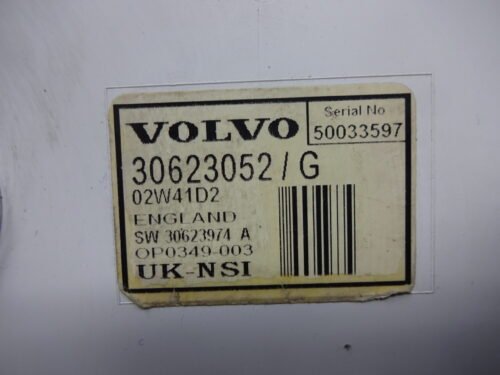 VOLVO
Serial No
50033597
30623052/G
02W41D2
ENGLAND
SW 30623974 A
OP0349-003
UK-NSI